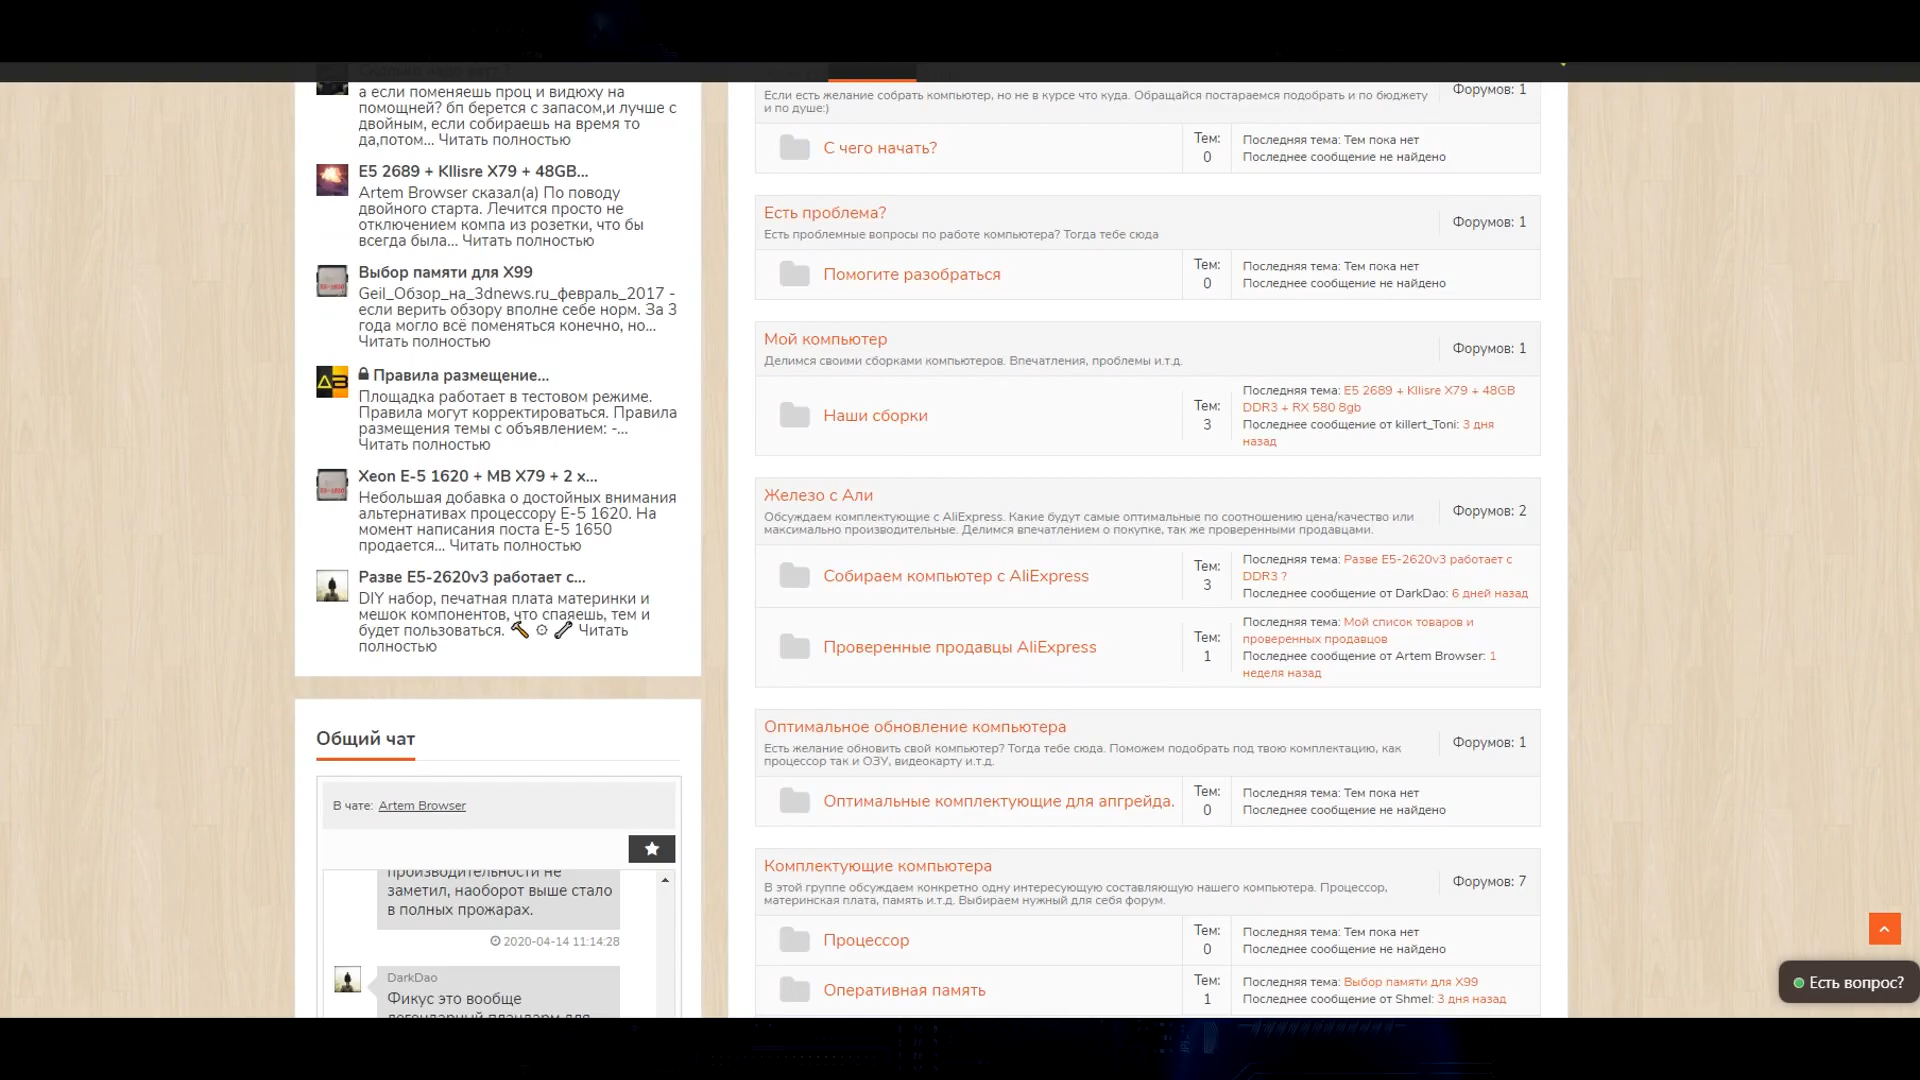 а если поменяешь проц и видюху на
помощней? бп берется с запасом,и лучше с
двойным, если собираешь на время то
да,потом... Читать полностью
E5 2689 + Kllisre X79 + 48GB...
Artem Browser сказал(а) По поводу
двойного старта. Лечится просто не
отключением компа из розетки, что бы
всегда была... Читать полностью
Выбор памяти для X99
Geil_Обзор_на_3dnews.ru_февраль_2017 -
если верить обзору вполне себе норм. За 3
года могло всё поменяться конечно, но...
Читать полностью
Правила размещение...
Площадка работает в тестовом режиме.
Правила могут корректироваться. Правила
размещения темы с объявлением: -...
Читать полностью
Xeon E-5 1620 + MB X79 + 2 x...
Небольшая добавка о достойных внимания
альтернативах процессору E-5 1620. На
момент написания поста E-5 1650
продается... Читать полностью
Разве E5-2620v3 работает с...
DIY набор, печатная плата материнки и
мешок компонентов, что спаяешь, тем и
будет пользоваться. Читать
полностью
Общий чат
В чате: Artem Browser
производительности не
заметил, наоборот выше стало
в полных прожарах.
2020-04-14 11:14:28
DarkDao
Фикус это вообще
Если есть желание собрать компьютер, но не в курсе что куда. Обращайся постараемся подобрать и по бюджету
и по душе:)
Форумов: 1
С чего начать?
Тем:
0
Последняя тема: Тем пока нет
Последнее сообщение не найдено
Есть проблема?
Есть проблемные вопросы по работе компьютера? Тогда тебе сюда
Форумов: 1
Помогите разобраться
Тем:
0
Последняя тема: Тем пока нет
Последнее сообщение не найдено
Мой компьютер
Делимся своими сборками компьютеров. Впечатления, проблемы и.т.д.
Форумов: 1
Наши сборки
Тем:
3
Последняя тема: E5 2689 + Kllisre X79 + 48GB
DDR3 + RX 580 8gb
Последнее сообщение от killert_Toni: 3 дня
назад
Железо с Али
Обсуждаем комплектующие с AliExpress. Какие будут самые оптимальные по соотношению цена/качество или
максимально производительные. Делимся впечатлением о покупке, так же проверенными продавцами.
Форумов: 2
Собираем компьютер с AliExpress
Тем:
3
Последняя тема: Разве E5-2620v3 работает с
DDR3 ?
Последнее сообщение от DarkDao: 6 дней назад
Проверенные продавцы AliExpress
Тем:
1
Последняя тема: Мой список товаров и
проверенных продавцов
Последнее сообщение от Artem Browser: 1
неделя назад
Оптимальное обновление компьютера
Есть желание обновить свой компьютер? Тогда тебе сюда. Поможем подобрать под твою комплектацию, как
процессор так и ОЗУ, видеокарту и.т.д.
Форумов: 1
Оптимальные комплектующие для апгрейда.
Тем:
0
Последняя тема: Тем пока нет
Последнее сообщение не найдено
Комплектующие компьютера
В этой группе обсуждаем конкретно одну интересующую составляющую нашего компьютера. Процессор,
материнская плата, память и.т.д. Выбираем нужный для себя форум.
Форумов: 7
Процессор
Тем:
0
Последняя тема: Тем пока нет
Последнее сообщение не найдено
Оперативная память
Тем:
1
Последняя тема: Выбор памяти для X99
Последнее сообщение от Shmel: 3 дня назад
Есть вопрос?